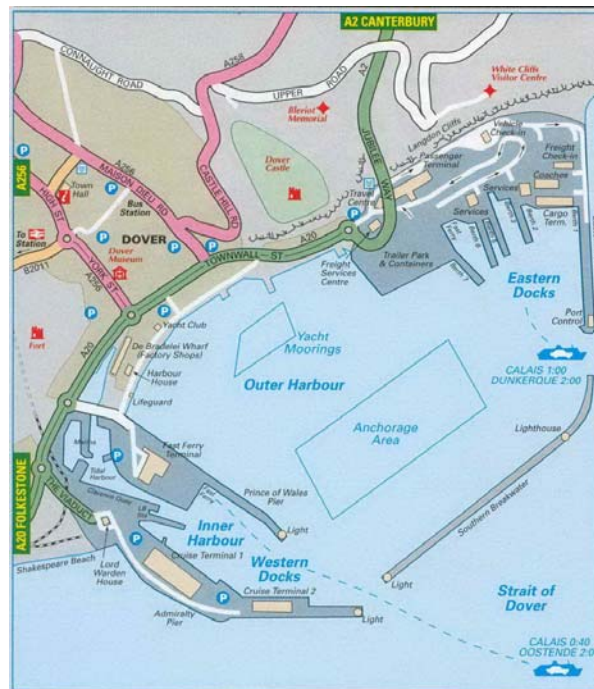 A2 CANTERBURY
CONNAUGHT ROAD
A258
UPPER
ROAD
A2
White Cliffs
Visitor Centre
Bleriot
Memorial
Langdon Cliffs
Vehicle
Check-in
JUBILEE WAY
Passenger
Terminal
Freight
Check-in
A256
A256
MAISON DIEU RD
CASTLE HILL RD
Dover
Castle
Travel
Centre
Services
Coaches
Town
Hall
HIGH ST
Bus
Station
Services
Cargo
Term.
To
Station
DOVER
P
A20
TOWNWALL ST
Freight
Services
Centre
Trailer Park
& Containers
Berth 7
B2011
Dover
Museum
YORK ST
A256
Eastern
Docks
Port
Control
Yacht Club
Yacht
Moorings
Fort
A20
De Bradelei Wharf
(Factory Shops)
Harbour
House
Outer Harbour
CALAIS 1:00
DUNKERQUE 2:00
Lifeguard
Anchorage
Area
Lighthouse
Marina
Tidal
Harbour
Fast Ferry
Terminal
A20 FOLKESTONE
THE VIADUCT
Clarence Quay
Fast
Ferry
Prince of Wales
Pier
Southern Breakwater
Inner
Harbour
Light
Shakespeare Beach
Lord
Warden
House
Cruise Terminal 1
Western
Docks
Light
Strait of
Dover
Admiralty
Pier
Cruise Terminal 2
Light
CALAIS 0:40